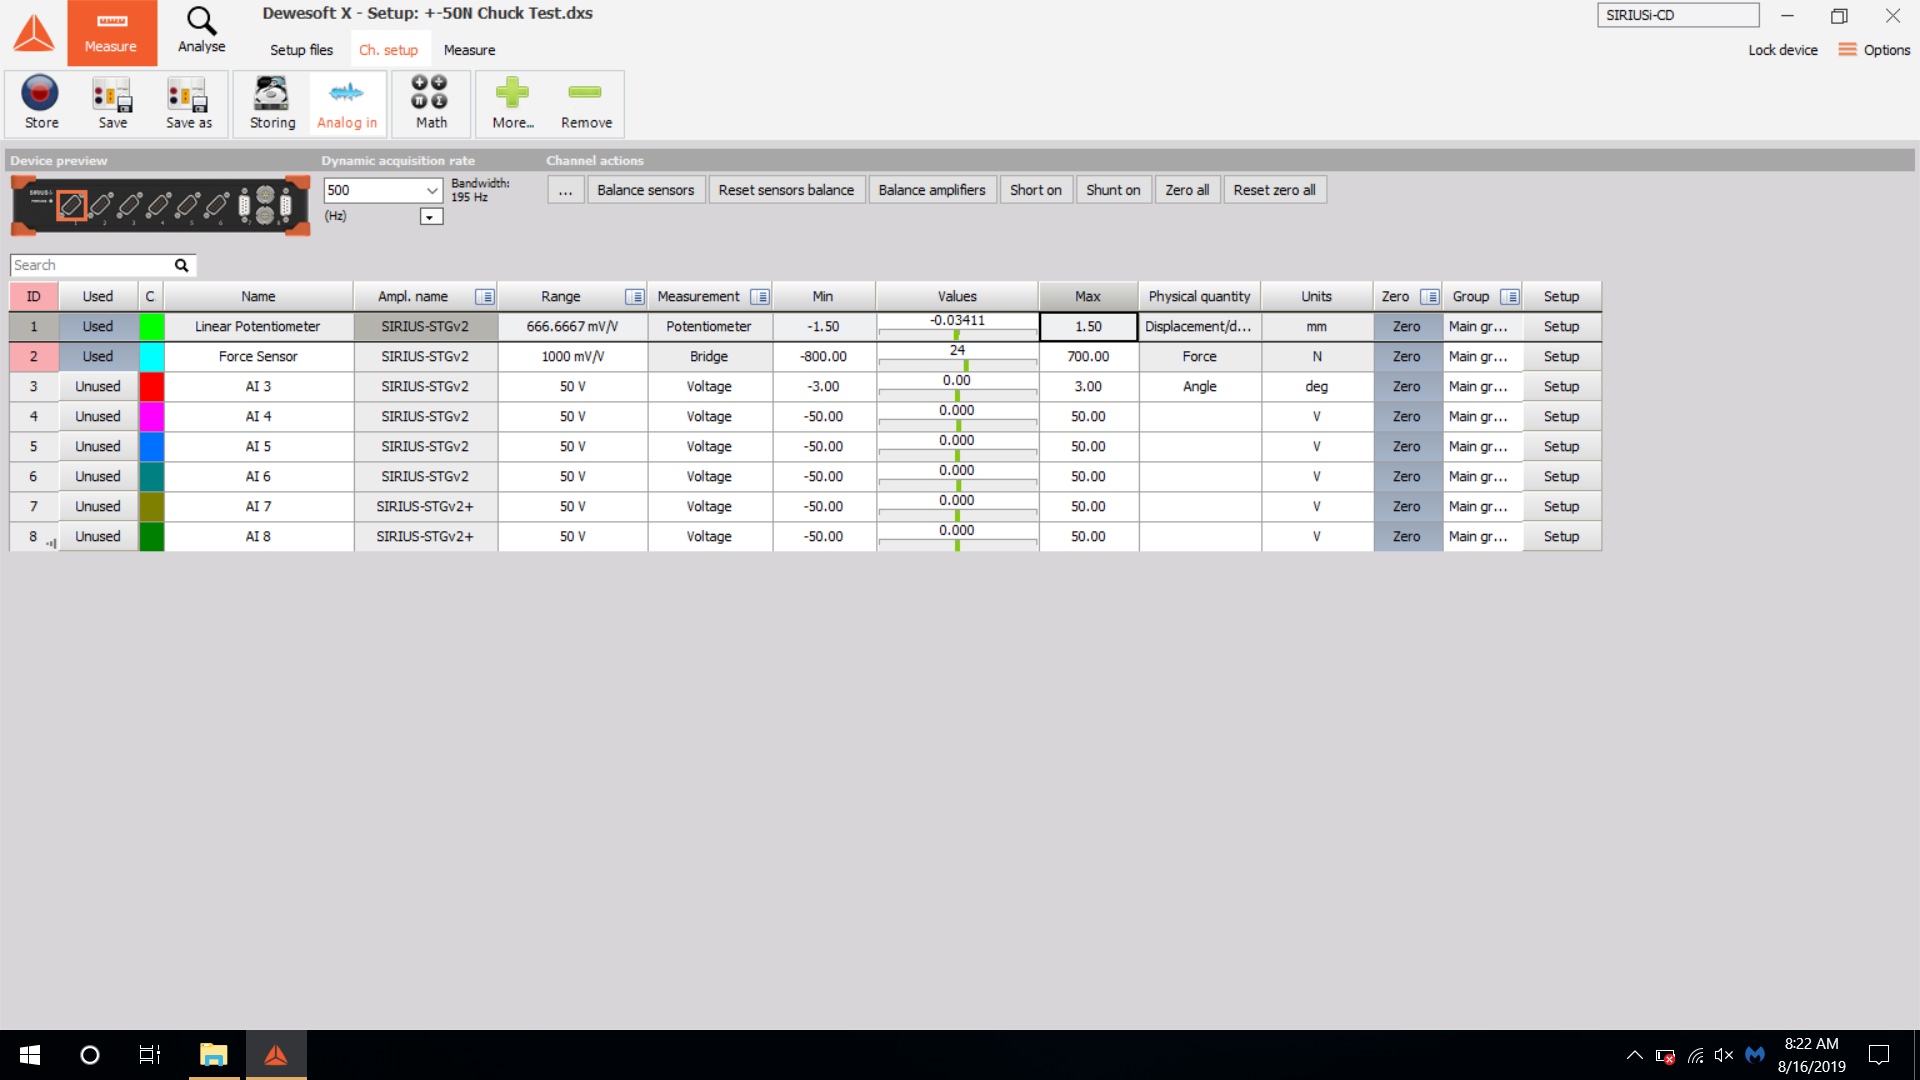 Dewesoft X - Setup: +-50N Chuck Test.dxs
SIRIUSi-CD
Measure
Analyse
Setup files
Ch. setup
Measure
Lock device
Options
Store
Save
Save as
Storing
Analog in
Math
More...
Remove
Device preview
Dynamic acquisition rate
Channel actions
500
Bandwidth:
195 Hz
(Hz)
...
Balance sensors
Reset sensors balance
Balance amplifiers
Short on
Shunt on
Zero all
Reset zero all
Search
ID Used C. Name Ampl. name Range Measurement Min Values Max Physical quantity Units Zero Group Setup
1 Used Linear Potentiometer SIRIUS-STGv2 666.6667 mV/V Potentiometer -1.50 -0.03411 1.50 Displacement/d... mm Zero Main gr... Setup
2 Used Force Sensor SIRIUS-STGv2 1000 mV/V Bridge -800.00 24 700.00 Force N Zero Main gr... Setup
3 Unused AI 3 SIRIUS-STGv2 50 V Voltage -3.00 0.00 3.00 Angle deg Zero Main gr... Setup
4 Unused AI 4 SIRIUS-STGv2 50 V Voltage -50.00 0.000 50.00 V Zero Main gr... Setup
5 Unused AI 5 SIRIUS-STGv2 50 V Voltage -50.00 0.000 50.00 V Zero Main gr... Setup
6 Unused AI 6 SIRIUS-STGv2 50 V Voltage -50.00 0.000 50.00 V Zero Main gr... Setup
7 Unused AI 7 SIRIUS-STGv2+ 50 V Voltage -50.00 0.000 50.00 V Zero Main gr... Setup
8 Unused AI 8 SIRIUS-STGv2+ 50 V Voltage -50.00 0.000 50.00 V Zero Main gr... Setup
8:22 AM
8/16/2019